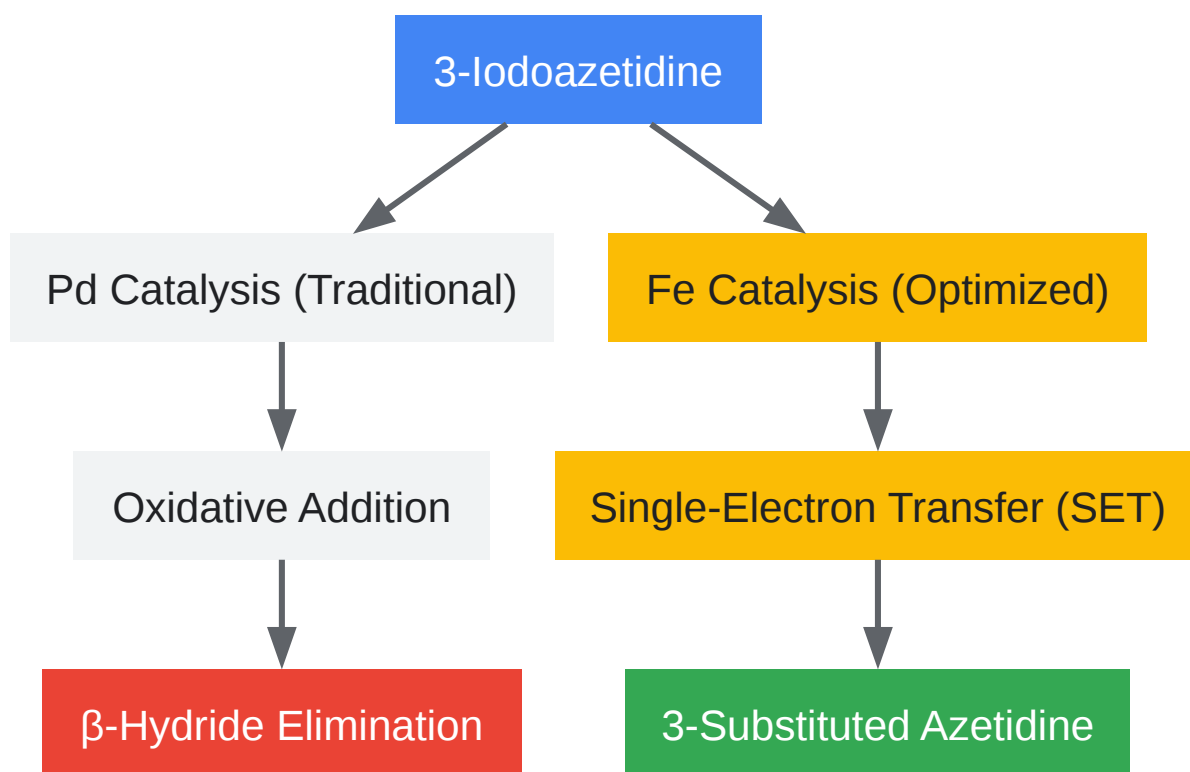 3-Iodoazetidine
Pd Catalysis (Traditional)
Fe Catalysis (Optimized)
Oxidative Addition
Single-Electron Transfer (SET)
β-Hydride Elimination
3-Substituted Azetidine